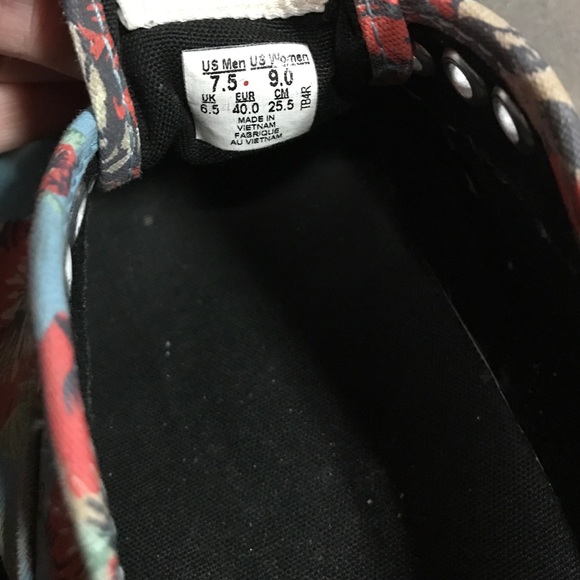 US Men US Women
7.5 • 9.0
UK EUR CM
6.5 40.0 25.5
TB4R
MADE IN
VIETNAM
FABRIQUE
AU VIETNAM